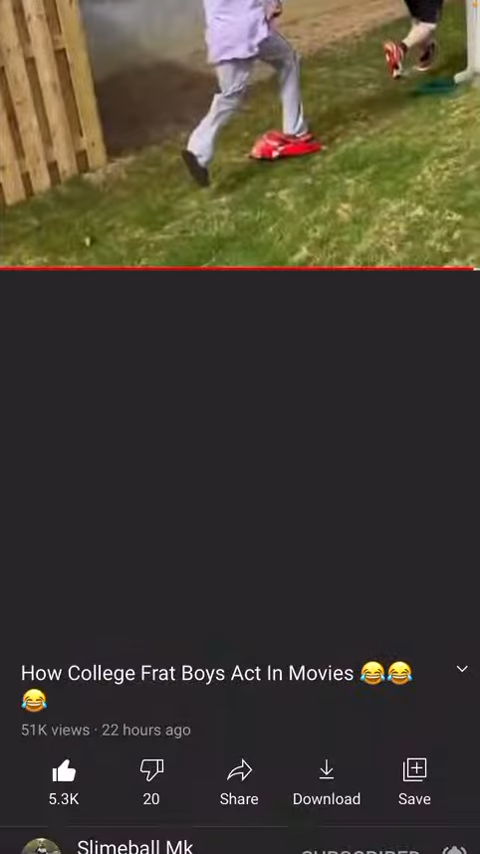 How College Frat Boys Act In Movies 😂😂
😂
51K views · 22 hours ago
5.3K 20 Share Download Save
Slimeball Mk SUBSCRIBED